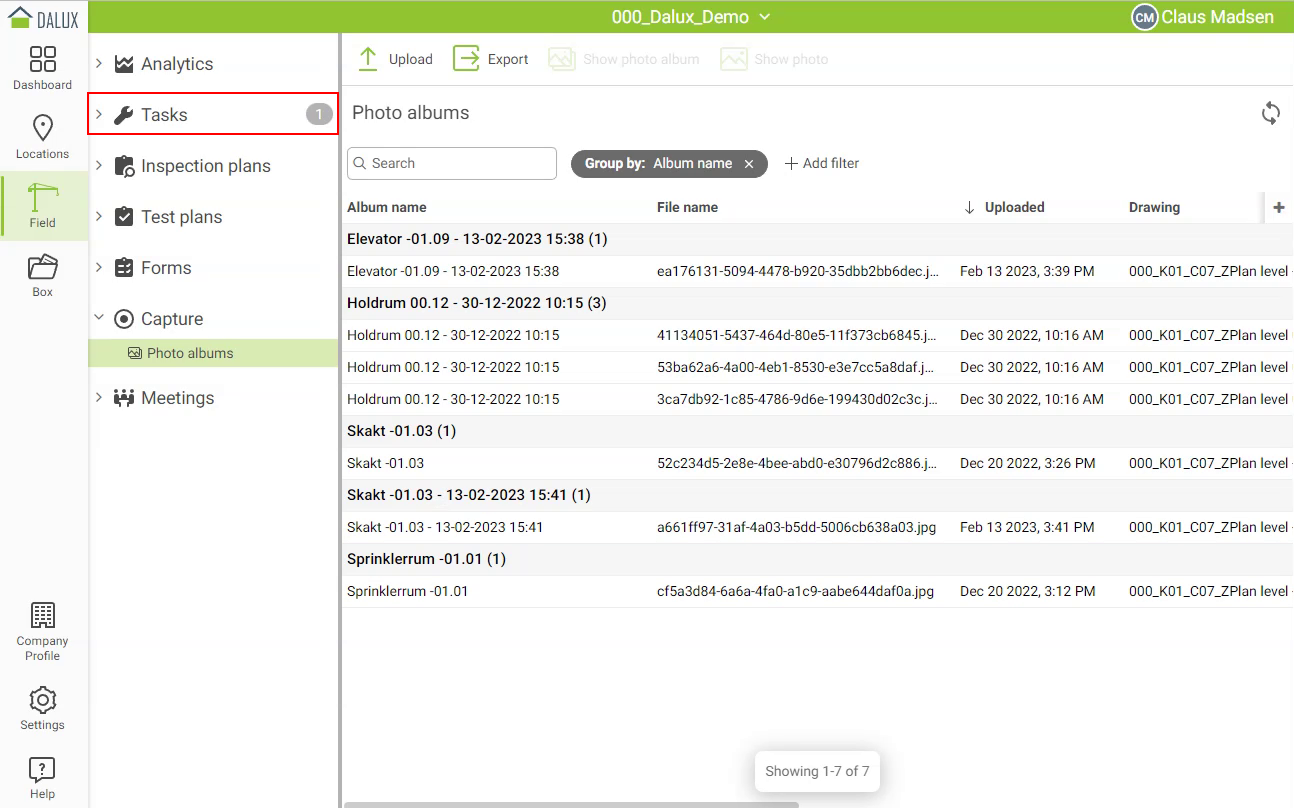 DALUX
000_Dalux_Demo
CM Claus Madsen
Dashboard
Locations
Field
Box
Company
Profile
Settings
Help
Analytics
Tasks 1
Inspection plans
Test plans
Forms
Capture
Photo albums
Meetings
Upload Export Show photo album Show photo
Photo albums
Search Group by: Album name × + Add filter
Album name File name ↓ Uploaded Drawing +
Elevator -01.09 - 13-02-2023 15:38 (1)
Elevator -01.09 - 13-02-2023 15:38 ea176131-5094-4478-b920-35dbb2bb6dec.j... Feb 13 2023, 3:39 PM 000_K01_C07_ZPlan level -
Holdrum 00.12 - 30-12-2022 10:15 (3)
Holdrum 00.12 - 30-12-2022 10:15 41134051-5437-464d-80e5-11f373cb6845.j... Dec 30 2022, 10:16 AM 000_K01_C07_ZPlan level
Holdrum 00.12 - 30-12-2022 10:15 53ba62a6-4a00-4eb1-8530-e3e7cc5a8daf.j... Dec 30 2022, 10:16 AM 000_K01_C07_ZPlan level
Holdrum 00.12 - 30-12-2022 10:15 3ca7db92-1c85-4786-9d6e-199430d02c3c.j... Dec 30 2022, 10:16 AM 000_K01_C07_ZPlan level
Skakt -01.03 (1)
Skakt -01.03 52c234d5-2e8e-4bee-abd0-e30796d2c886.j... Dec 20 2022, 3:26 PM 000_K01_C07_ZPlan level -
Skakt -01.03 - 13-02-2023 15:41 (1)
Skakt -01.03 - 13-02-2023 15:41 a661ff97-31af-4a03-b5dd-5006cb638a03.jpg Feb 13 2023, 3:41 PM 000_K01_C07_ZPlan level -
Sprinklerrum -01.01 (1)
Sprinklerrum -01.01 cf5a3d84-6a6a-4fa0-a1c9-aabe644daf0a.jpg Dec 20 2022, 3:12 PM 000_K01_C07_ZPlan level -
Showing 1-7 of 7